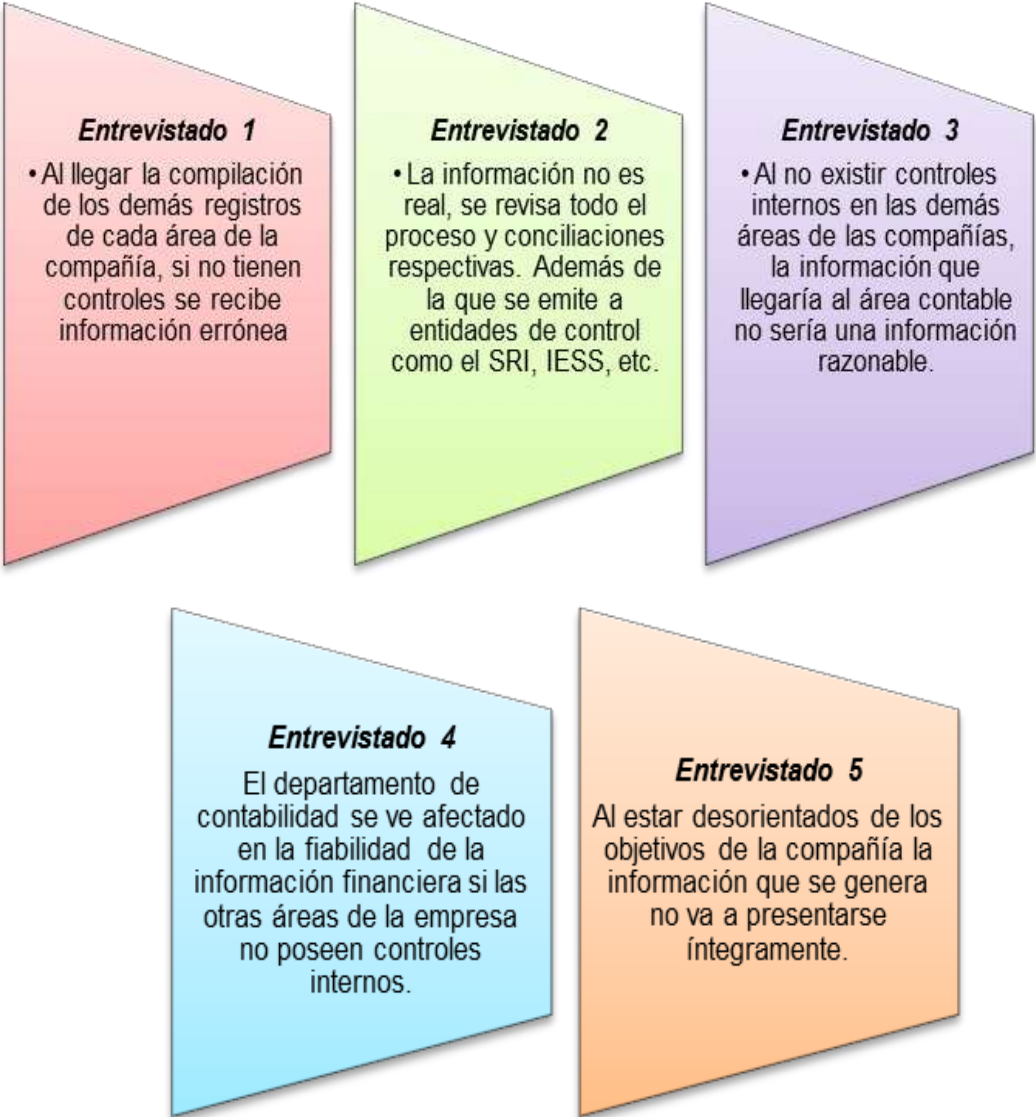 Entrevistado 1
• Al llegar la compilación
de los demás registros
de cada área de la
compañía, si no tienen
controles se recibe
información errónea
Entrevistado 2
• La información no es
real, se revisa todo el
proceso y conciliaciones
respectivas. Además de
la que se emite a
entidades de control
como el SRI, IESS, etc.
Entrevistado 3
• Al no existir controles
internos en las demás
áreas de las compañías,
la información que
llegaría al área contable
no sería una información
razonable.
Entrevistado 4
El departamento de
contabilidad se ve afectado
en la fiabilidad de la
información financiera si las
otras áreas de la empresa
no poseen controles
internos.
Entrevistado 5
Al estar desorientados de los
objetivos de la compañía la
información que se genera
no va a presentarse
íntegramente.